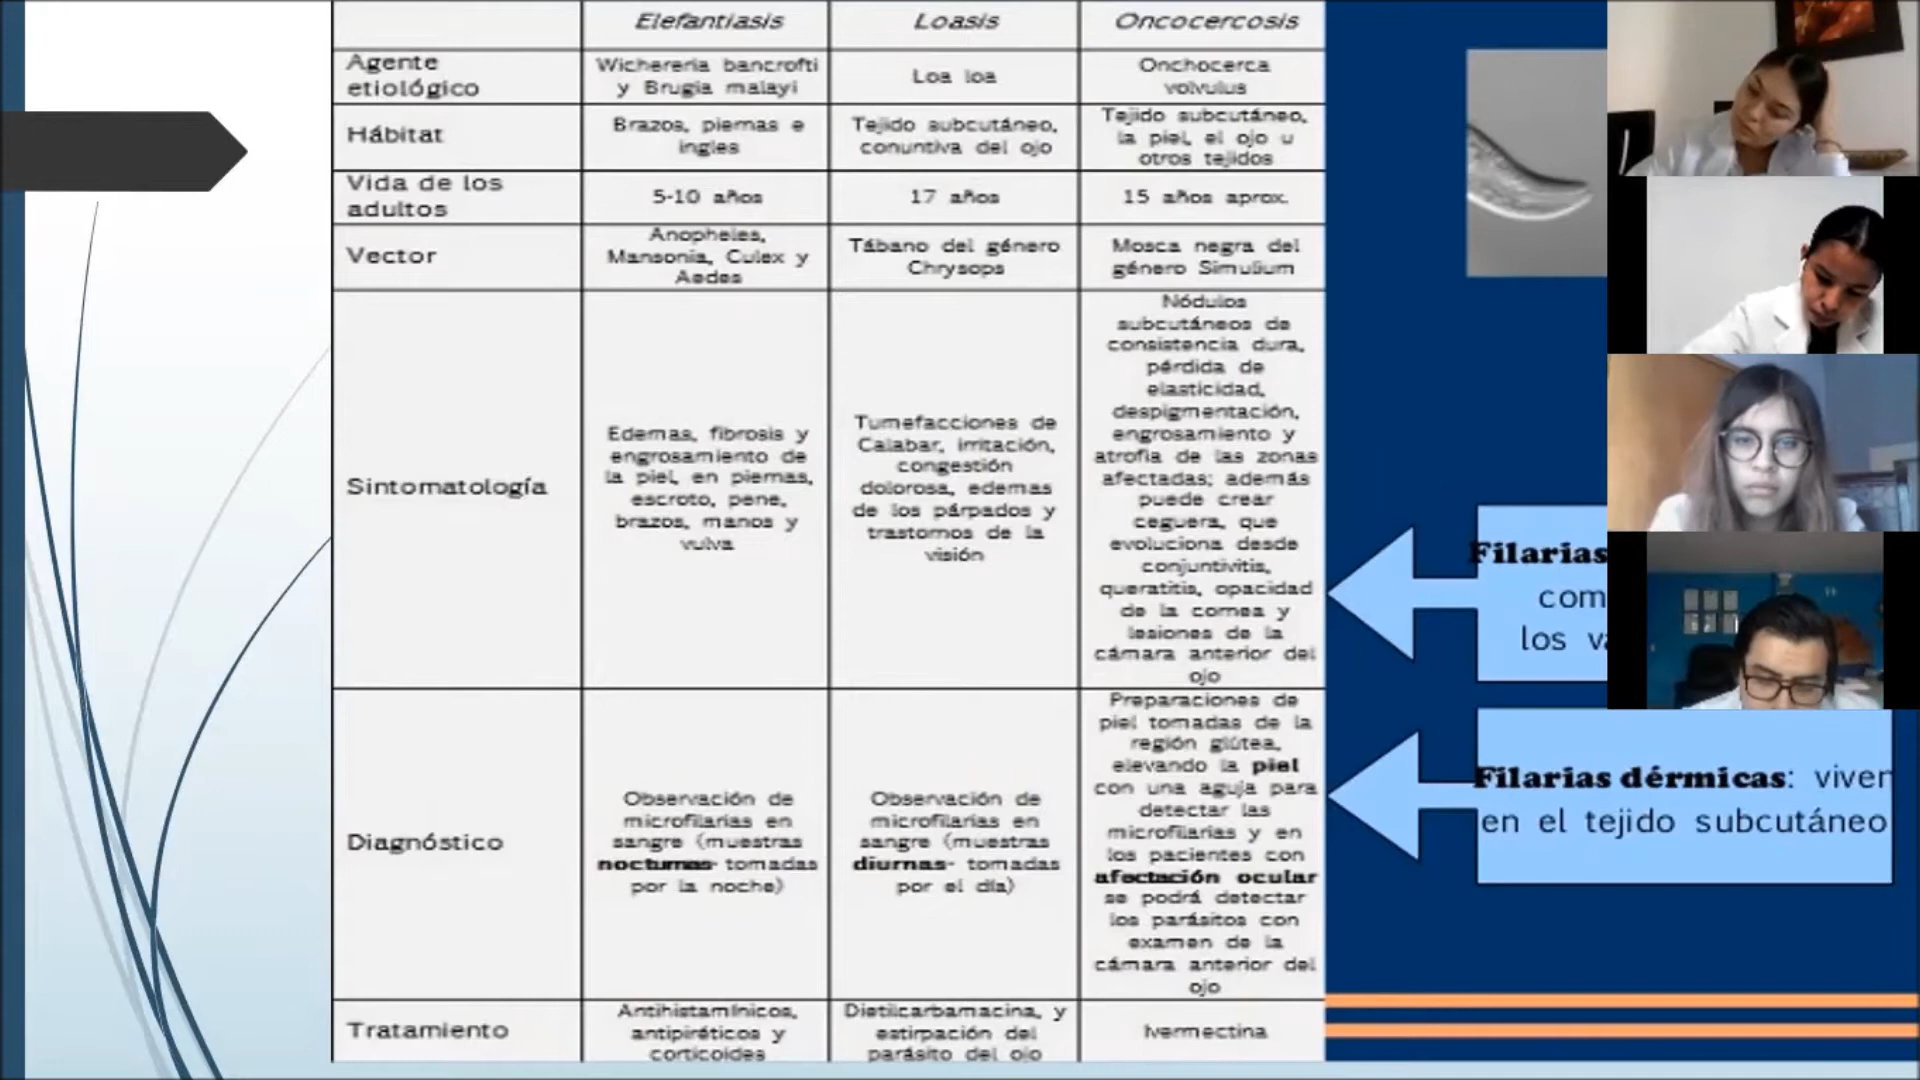 Elefantiasis
Loasis
Oncocercosis
Agente
etiológico
Wichereria bancrofti
y Brugia malayi
Loa loa
Onchocerca
volvulus
Hábitat
Brazos, piernas e
ingles
Tejido subcutáneo,
conuntiva del ojo
Tejido subcutáneo,
la piel, el ojo u
otros tejidos
Vida de los
adultos
5-10 años
17 años
15 años aprox.
Vector
Anopheles,
Mansonia, Culex y
Aedes
Tábano del género
Chrysops
Mosca negra del
género Simulium
Sintomatología
Edemas, fibrosis y
engrosamiento de
la piel, en piernas,
escroto, pene,
brazos, manos y
vulva
Tumefacciones de
Calabar, irritación,
congestión
dolorosa, edemas
de los párpados y
trastornos de la
visión
Nódulos
subcutáneos de
consistencia dura,
pérdida de
elasticidad,
despigmentación,
engrosamiento y
atrofia de las zonas
afectadas; además
puede crear
ceguera, que
evoluciona desde
conjuntivitis,
queratitis, opacidad
de la cornea y
lesiones de la
cámara anterior del
ojo
Diagnóstico
Observación de
microfilarias en
sangre (muestras
nocturnas- tomadas
por la noche)
Observación de
microfilarias en
sangre (muestras
diurnas- tomadas
por el día)
Preparaciones de
piel tomadas de la
región glútea,
elevando la piel
con una aguja para
detectar las
microfilarias y en
los pacientes con
afectación ocular
se podrá detectar
los parásitos con
examen de la
cámara anterior del
ojo
Tratamiento
Antihistamínicos,
antipiréticos y
corticoides
Dietilcarbamacina, y
estirpación del
parásito del ojo
Ivermectina
Filarias
com
los va
Filarias dérmicas: viven
en el tejido subcutáneo